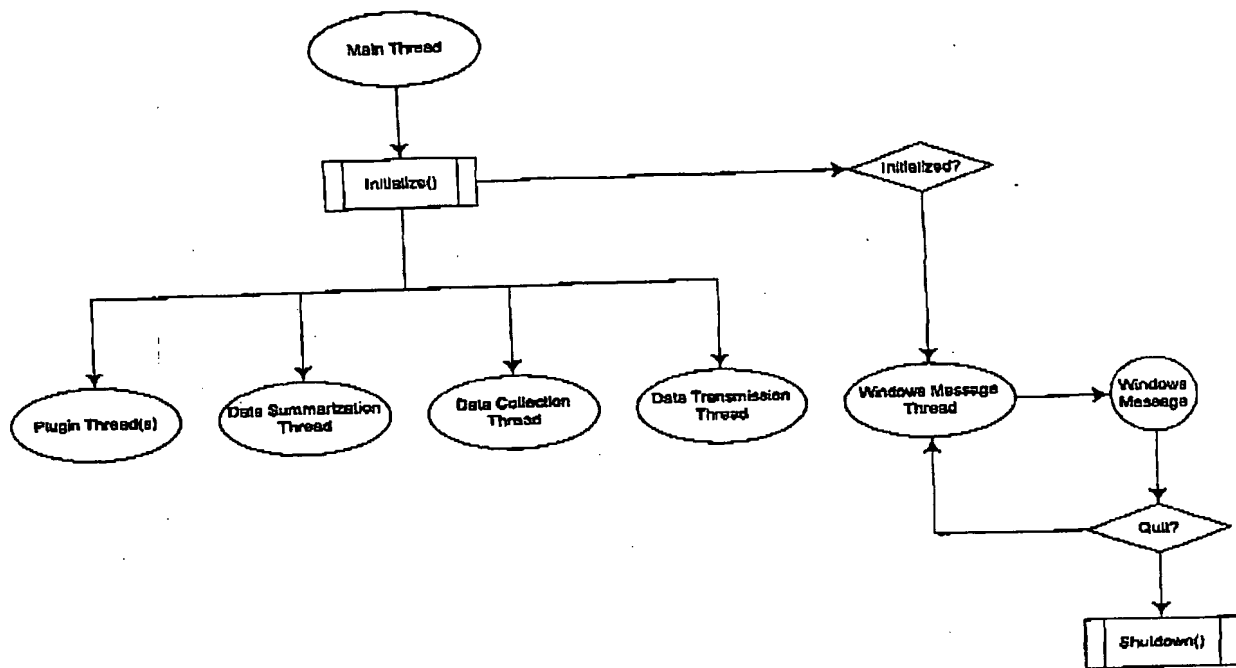 Main Thread
Initialize()
Initialized?
Plugin Thread(s)
Data Summarization
Thread
Data Collection
Thread
Data Transmission
Thread
Windows Message
Thread
Windows
Message
Quit?
Shutdown()